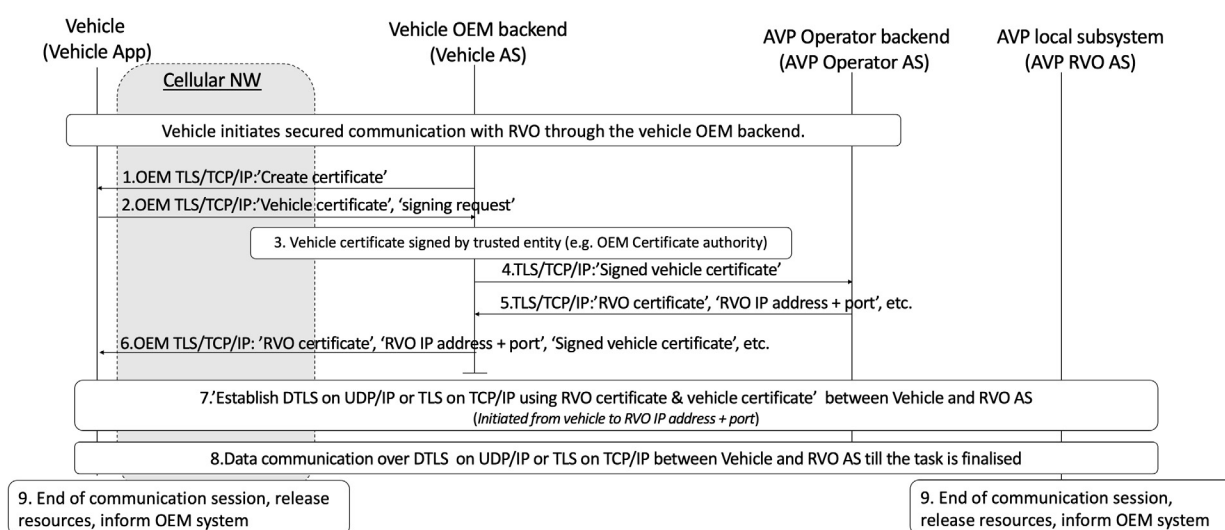 Vehicle
(Vehicle App)
Vehicle OEM backend
(Vehicle AS)
AVP Operator backend
(AVP Operator AS)
AVP local subsystem
(AVP RVO AS)
Cellular NW
Vehicle initiates secured communication with RVO through the vehicle OEM backend.
1.OEM TLS/TCP/IP:’Create certificate’
2.OEM TLS/TCP/IP:’Vehicle certificate’, ‘signing request’
3. Vehicle certificate signed by trusted entity (e.g. OEM Certificate authority)
4.TLS/TCP/IP:’Signed vehicle certificate’
5.TLS/TCP/IP:’RVO certificate’, ‘RVO IP address + port’, etc.
6.OEM TLS/TCP/IP: ’RVO certificate’, ‘RVO IP address + port’, ‘Signed vehicle certificate’, etc.
7.’Establish DTLS on UDP/IP or TLS on TCP/IP using RVO certificate & vehicle certificate’ between Vehicle and RVO AS
(Initiated from vehicle to RVO IP address + port)
8.Data communication over DTLS on UDP/IP or TLS on TCP/IP between Vehicle and RVO AS till the task is finalised
9. End of communication session, release
resources, inform OEM system
9. End of communication session,
release resources, inform OEM system